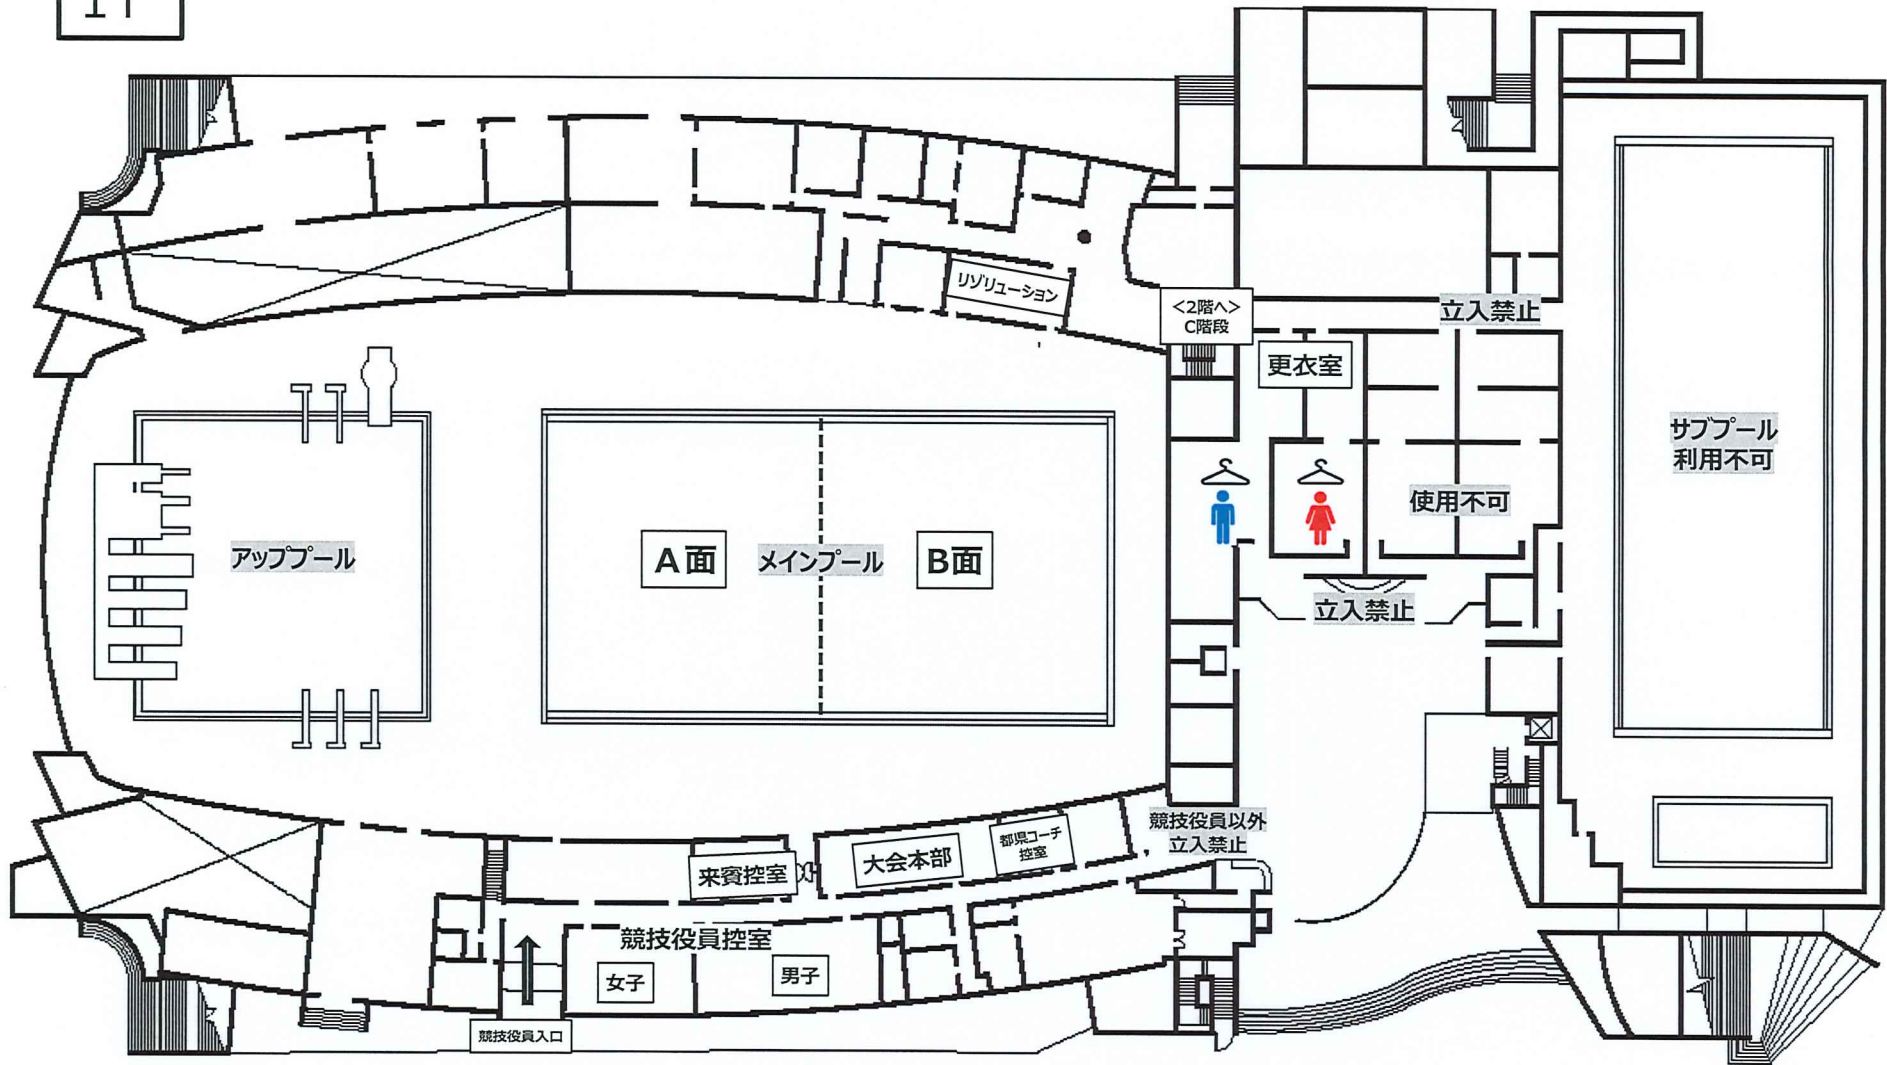 リゾリューション
<2階へ>
C階段
立入禁止
更衣室
サブプール
利用不可
使用不可
アッププール
A面
メインプール
B面
立入禁止
競技役員以外
立入禁止
都県コーチ
控室
大会本部
来賓控室
競技役員控室
女子
男子
競技役員入口